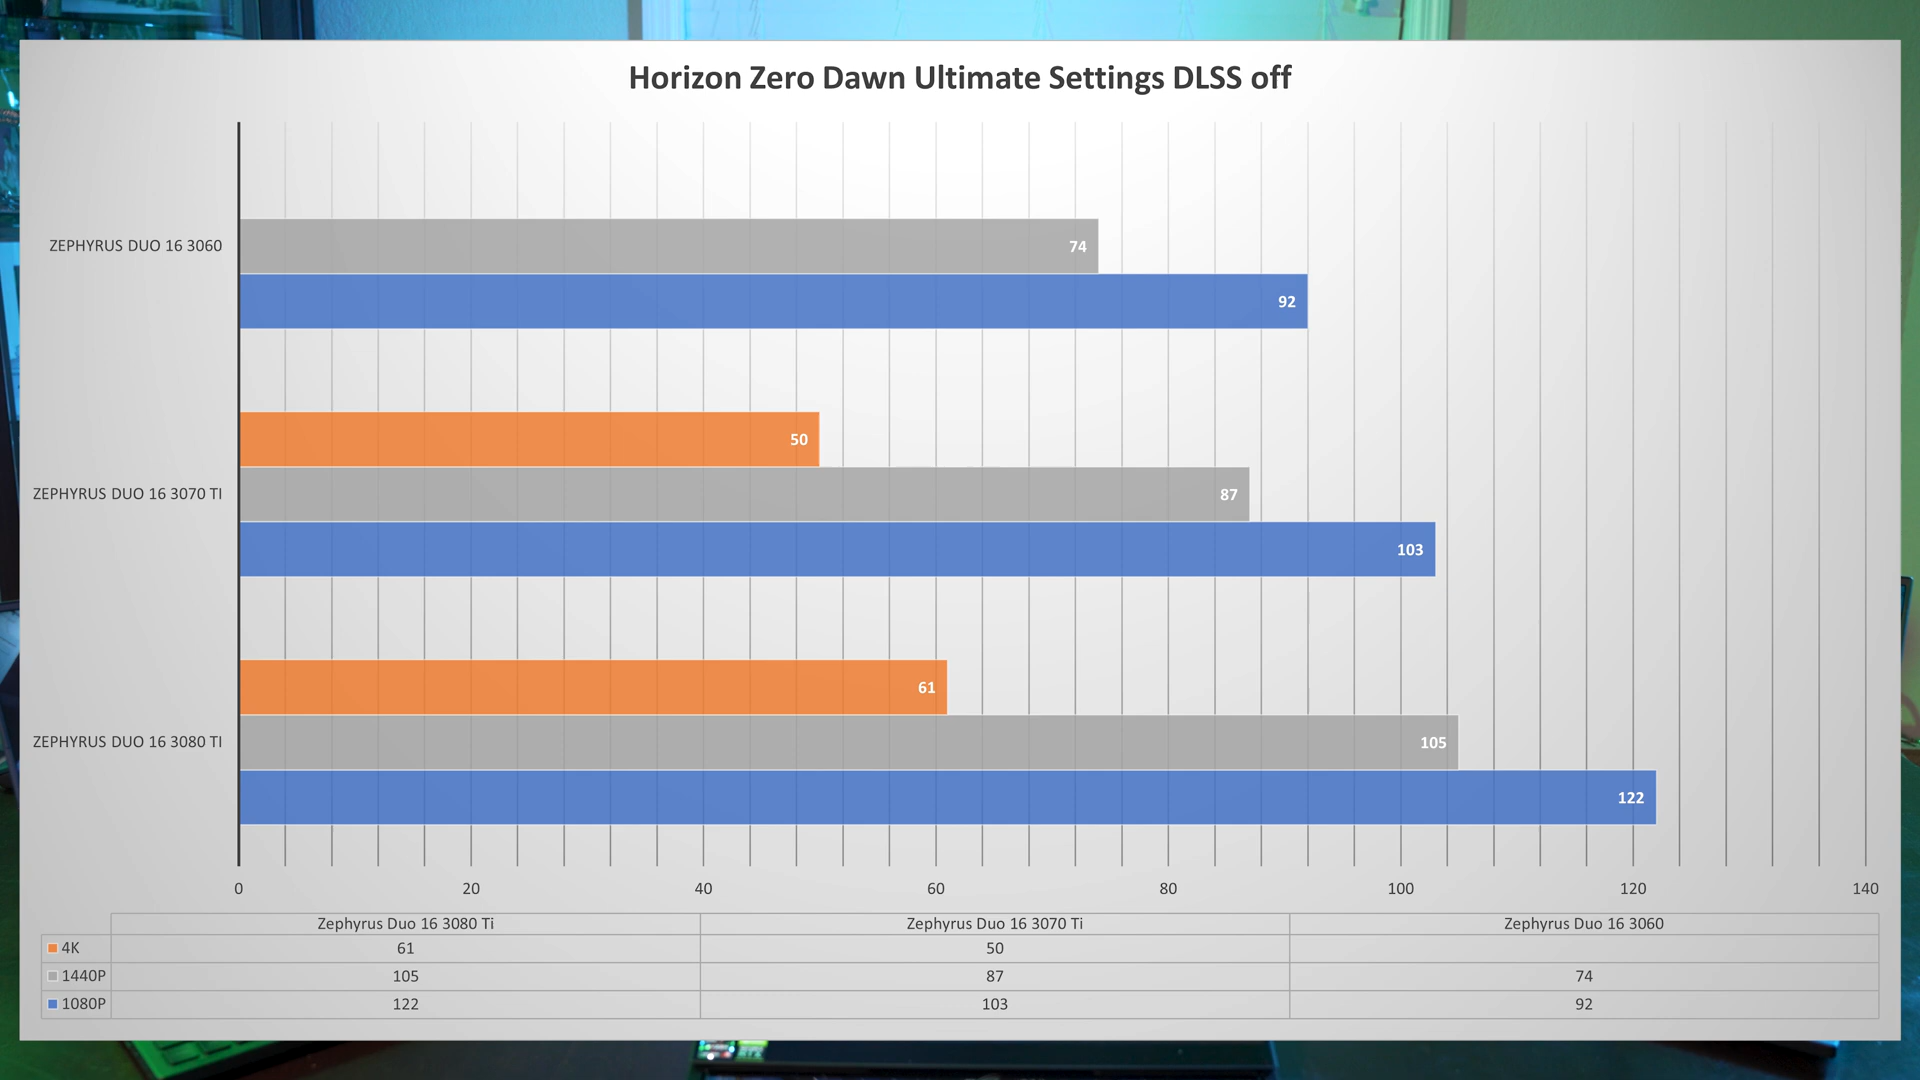 Horizon Zero Dawn Ultimate Settings DLSS off
ZEPHYRUS DUO 16 3060
74
92
ZEPHYRUS DUO 16 3070 TI
50
87
103
ZEPHYRUS DUO 16 3080 TI
61
105
122
0 20 40 60 80 100 120 140
Zephyrus Duo 16 3080 Ti Zephyrus Duo 16 3070 Ti Zephyrus Duo 16 3060
4K 61 50
1440P 105 87 74
1080P 122 103 92